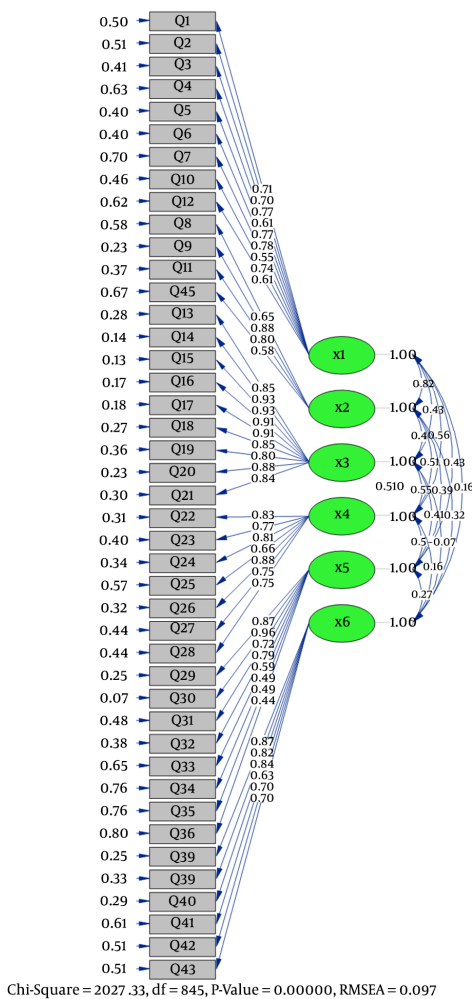 0.50 Q1
0.51 Q2
0.41 Q3
0.63 Q4
0.40 Q5
0.40 Q6
0.70 Q7
0.46 Q10
0.62 Q12
0.58 Q8
0.23 Q9
0.37 Q11
0.67 Q45
0.28 Q13
0.14 Q14
0.13 Q15
0.17 Q16
0.18 Q17
0.27 Q18
0.36 Q19
0.23 Q20
0.30 Q21
0.31 Q22
0.40 Q23
0.34 Q24
0.57 Q25
0.32 Q26
0.44 Q27
0.44 Q28
0.25 Q29
0.07 Q30
0.48 Q31
0.38 Q32
0.65 Q33
0.76 Q34
0.76 Q35
0.80 Q36
0.25 Q39
0.33 Q39
0.29 Q40
0.61 Q41
0.51 Q42
0.51 Q43
0.71
0.70
0.77
0.61
0.77
0.78
0.55
0.74
0.61
0.65
0.88
0.80
0.58
0.85
0.93
0.93
0.91
0.91
0.85
0.80
0.88
0.84
0.83
0.77
0.81
0.66
0.88
0.75
0.75
0.87
0.96
0.72
0.79
0.59
0.49
0.49
0.44
0.87
0.82
0.84
0.63
0.70
0.70
x1 1.00
x2 1.00
x3 1.00
x4 1.00
x5 1.00
x6 1.00
0.82
0.43
0.56
0.51 0.43
0.510 0.55 0.39 0.16
0.41 0.32
-0.07
0.16
0.27
Chi-Square = 2027.33, df = 845, P-Value = 0.00000, RMSEA = 0.097